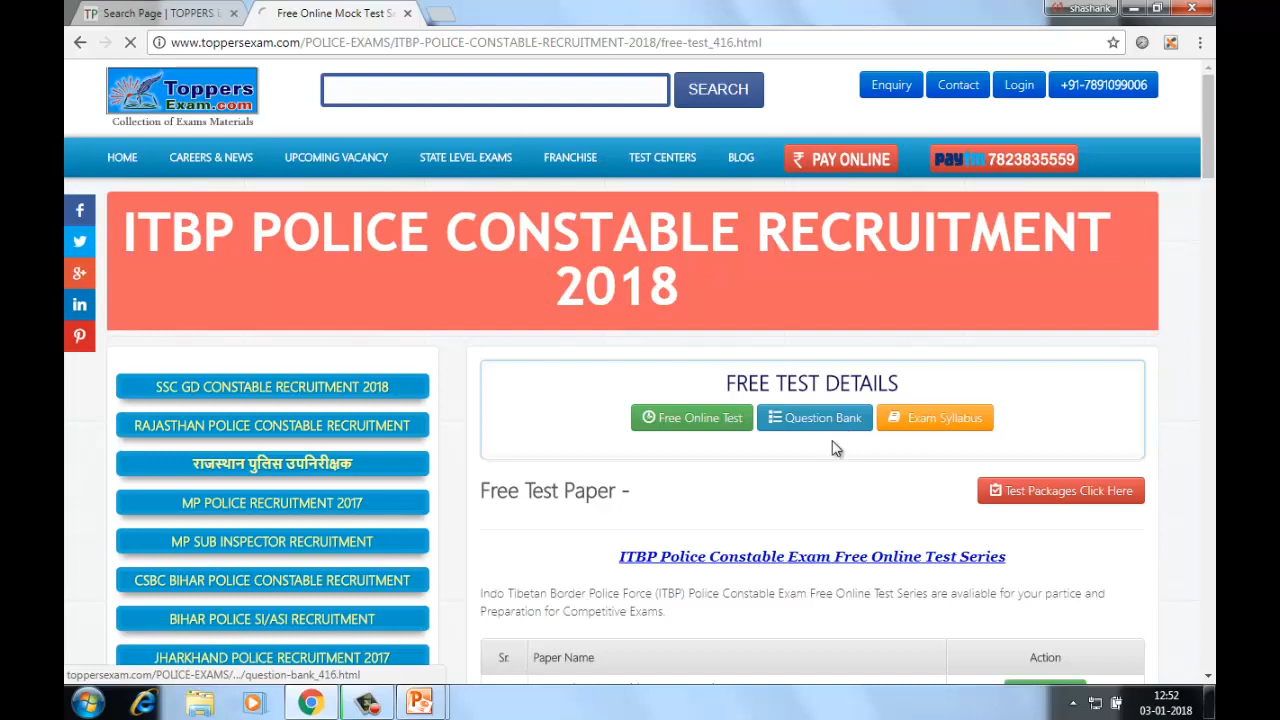 Search Page | TOPPERS
Free Online Mock Test S
shashank
www.toppersexam.com/POLICE-EXAMS/ITBP-POLICE-CONSTABLE-RECRUITMENT-2018/free-test_416.html
Toppers
Exam.com
Collection of Exams Materials
SEARCH
Enquiry
Contact
Login
+91-7891099006
HOME
CAREERS & NEWS
UPCOMING VACANCY
STATE LEVEL EXAMS
FRANCHISE
TEST CENTERS
BLOG
₹ PAY ONLINE
paytm 7823835559
ITBP POLICE CONSTABLE RECRUITMENT
2018
SSC GD CONSTABLE RECRUITMENT 2018
RAJASTHAN POLICE CONSTABLE RECRUITMENT
राजस्थान पुलिस उपनिरीक्षक
MP POLICE RECRUITMENT 2017
MP SUB INSPECTOR RECRUITMENT
CSBC BIHAR POLICE CONSTABLE RECRUITMENT
BIHAR POLICE SI/ASI RECRUITMENT
JHARKHAND POLICE RECRUITMENT 2017
FREE TEST DETAILS
Free Online Test
Question Bank
Exam Syllabus
Free Test Paper -
Test Packages Click Here
ITBP Police Constable Exam Free Online Test Series
Indo Tibetan Border Police Force (ITBP) Police Constable Exam Free Online Test Series are avaliable for your partice and
Preparation for Competitive Exams.
Sr.
Paper Name
Action
toppersexam.com/POLICE-EXAMS/.../question-bank_416.html
12:52
03-01-2018